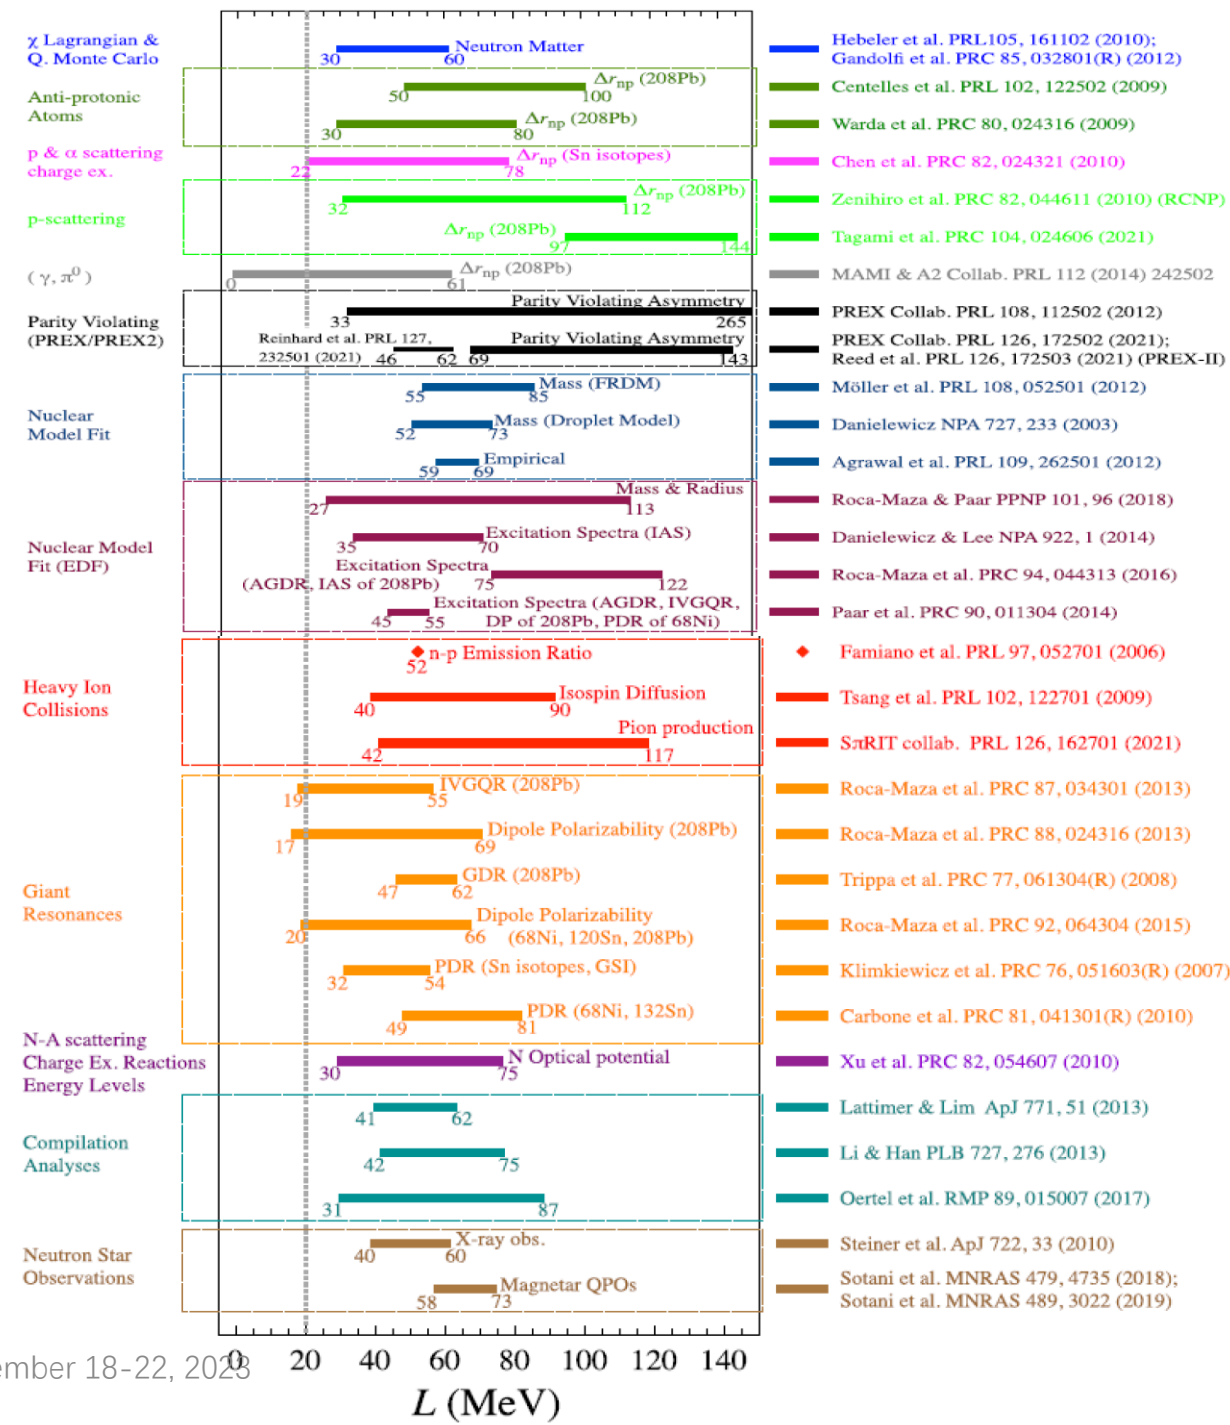 χ Lagrangian &
Q. Monte Carlo
30 60 Neutron Matter
Hebeler et al. PRL105, 161102 (2010);
Gandolfi et al. PRC 85, 032801(R) (2012)
Anti-protonic
Atoms
50 100 Δr_np (208Pb)
Centelles et al. PRL 102, 122502 (2009)
30 80 Δr_np (208Pb)
Warda et al. PRC 80, 024316 (2009)
p & α scattering
charge ex.
22 78 Δr_np (Sn isotopes)
Chen et al. PRC 82, 024321 (2010)
p-scattering
32 112 Δr_np (208Pb)
Zenihiro et al. PRC 82, 044611 (2010) (RCNP)
Δr_np (208Pb) 97 144
Tagami et al. PRC 104, 024606 (2021)
(γ, π⁰)
0 61 Δr_np (208Pb)
MAMI & A2 Collab. PRL 112 (2014) 242502
Parity Violating
(PREX/PREX2)
Parity Violating Asymmetry
33 265
PREX Collab. PRL 108, 112502 (2012)
Reinhard et al. PRL 127,
232501 (2021) 46 62
Parity Violating Asymmetry
69 143
PREX Collab. PRL 126, 172502 (2021);
Reed et al. PRL 126, 172503 (2021) (PREX-II)
Nuclear
Model Fit
55 85 Mass (FRDM)
Möller et al. PRL 108, 052501 (2012)
52 73 Mass (Droplet Model)
Danielewicz NPA 727, 233 (2003)
59 69 Empirical
Agrawal et al. PRL 109, 262501 (2012)
Nuclear Model
Fit (EDF)
Mass & Radius
27 113
Roca-Maza & Paar PPNP 101, 96 (2018)
35 70 Excitation Spectra (IAS)
Danielewicz & Lee NPA 922, 1 (2014)
Excitation Spectra
(AGDR, IAS of 208Pb) 75 122
Roca-Maza et al. PRC 94, 044313 (2016)
Excitation Spectra (AGDR, IVGQR,
45 55 DP of 208Pb, PDR of 68Ni)
Paar et al. PRC 90, 011304 (2014)
Heavy Ion
Collisions
52 n-p Emission Ratio
Famiano et al. PRL 97, 052701 (2006)
40 90 Isospin Diffusion
Tsang et al. PRL 102, 122701 (2009)
Pion production
42 117
SπRIT collab. PRL 126, 162701 (2021)
Giant
Resonances
19 55 IVGQR (208Pb)
Roca-Maza et al. PRC 87, 034301 (2013)
17 69 Dipole Polarizability (208Pb)
Roca-Maza et al. PRC 88, 024316 (2013)
47 62 GDR (208Pb)
Trippa et al. PRC 77, 061304(R) (2008)
Dipole Polarizability
20 66 (68Ni, 120Sn, 208Pb)
Roca-Maza et al. PRC 92, 064304 (2015)
32 54 PDR (Sn isotopes, GSI)
Klimkiewicz et al. PRC 76, 051603(R) (2007)
49 81 PDR (68Ni, 132Sn)
Carbone et al. PRC 81, 041301(R) (2010)
N-A scattering
Charge Ex. Reactions
Energy Levels
30 75 N Optical potential
Xu et al. PRC 82, 054607 (2010)
Compilation
Analyses
41 62
Lattimer & Lim ApJ 771, 51 (2013)
42 75
Li & Han PLB 727, 276 (2013)
31 87
Oertel et al. RMP 89, 015007 (2017)
Neutron Star
Observations
40 60 X-ray obs.
Steiner et al. ApJ 722, 33 (2010)
58 73 Magnetar QPOs
Sotani et al. MNRAS 479, 4735 (2018);
Sotani et al. MNRAS 489, 3022 (2019)
0 20 40 60 80 100 120 140
ember 18-22, 2023
L (MeV)